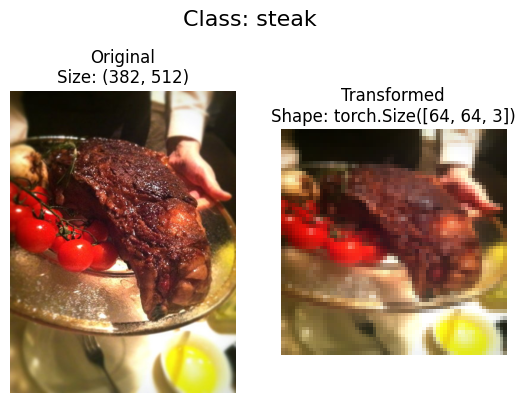 Class: steak
Original
Size: (382, 512)
Transformed
Shape: torch.Size([64, 64, 3])